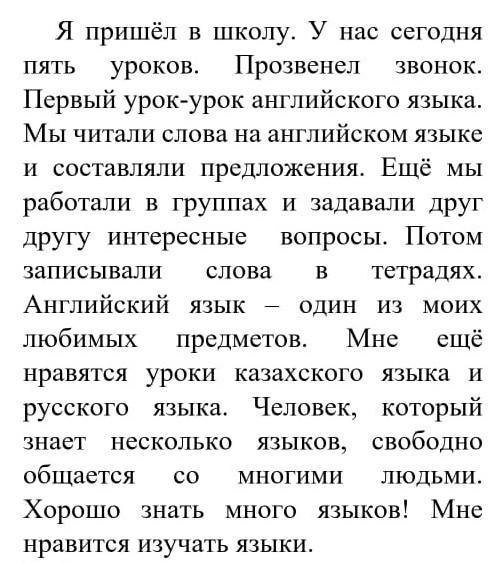 Я пришёл в школу. У нас сегодня
пять уроков. Прозвенел звонок.
Первый урок-урок английского языка.
Мы читали слова на английском языке
и составляли предложения. Ещё мы
работали в группах и задавали друг
другу интересные вопросы. Потом
записывали слова в тетрадях.
Английский язык – один из моих
любимых предметов. Мне ещё
нравятся уроки казахского языка и
русского языка. Человек, который
знает несколько языков, свободно
общается со многими людьми.
Хорошо знать много языков! Мне
нравится изучать языки.